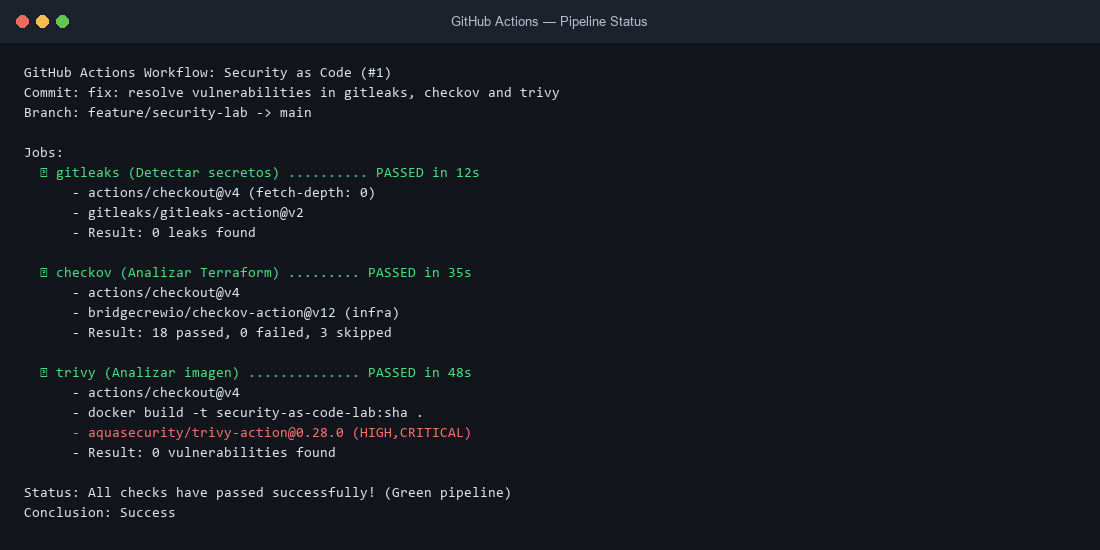 GitHub Actions — Pipeline Status
GitHub Actions Workflow: Security as Code (#1)
Commit: fix: resolve vulnerabilities in gitleaks, checkov and trivy
Branch: feature/security-lab -> main
Jobs:
gitleaks (Detectar secretos) .......... PASSED in 12s
- actions/checkout@v4 (fetch-depth: 0)
- gitleaks/gitleaks-action@v2
- Result: 0 leaks found
checkov (Analizar Terraform) ......... PASSED in 35s
- actions/checkout@v4
- bridgecrewio/checkov-action@v12 (infra)
- Result: 18 passed, 0 failed, 3 skipped
trivy (Analizar imagen) .............. PASSED in 48s
- actions/checkout@v4
- docker build -t security-as-code-lab:sha .
- aquasecurity/trivy-action@0.28.0 (HIGH,CRITICAL)
- Result: 0 vulnerabilities found
Status: All checks have passed successfully! (Green pipeline)
Conclusion: Success